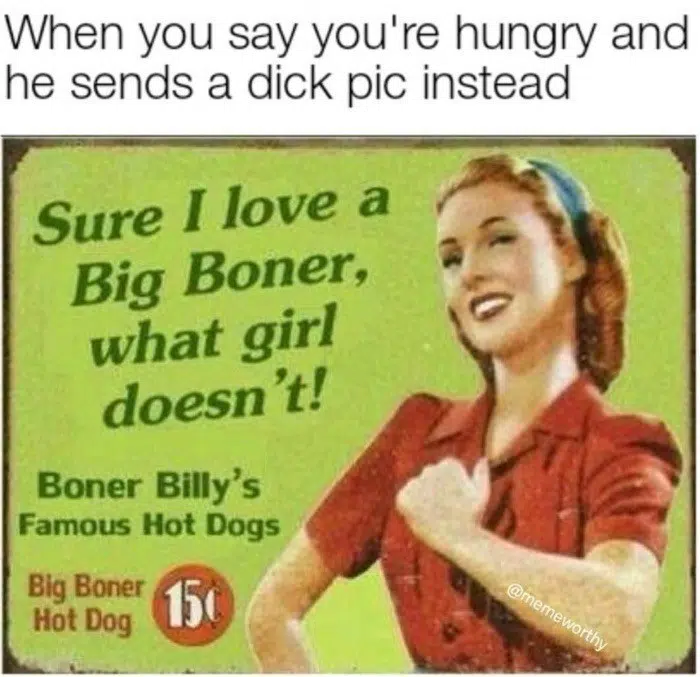 When you say you're hungry and
he sends a dick pic instead
Sure I love a
Big Boner,
what girl
doesn't!
Boner Billy's
Famous Hot Dogs
Big Boner
Hot Dog
15¢
@memeworthy